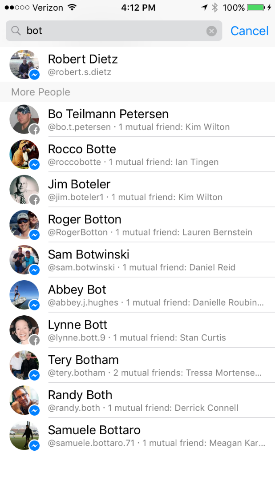 Verizon 4:12 PM 100%
bot Cancel
Robert Dietz
@robert.s.dietz
More People
Bo Teilmann Petersen
@bo.t.petersen · 1 mutual friend: Kim Wilton
Rocco Botte
@roccobotte · 1 mutual friend: Ian Tingen
Jim Boteler
@jim.boteler1 · 1 mutual friend: Kim Wilton
Roger Botton
@RogerBotton · 1 mutual friend: Lauren Bernstein
Sam Botwinski
@sam.botwinski · 1 mutual friend: Daniel Reid
Abbey Bot
@abbey.j.hughes · 1 mutual friend: Danielle Roubin...
Lynne Bott
@lynne.bott.9 · 1 mutual friend: Stan Curtis
Tery Botham
@tery.botham · 2 mutual friends: Tressa Mortense...
Randy Both
@randy.both · 1 mutual friend: Derrick Connell
Samuele Bottaro
@samuele.bottaro.71 · 1 mutual friend: Meagan Kar...